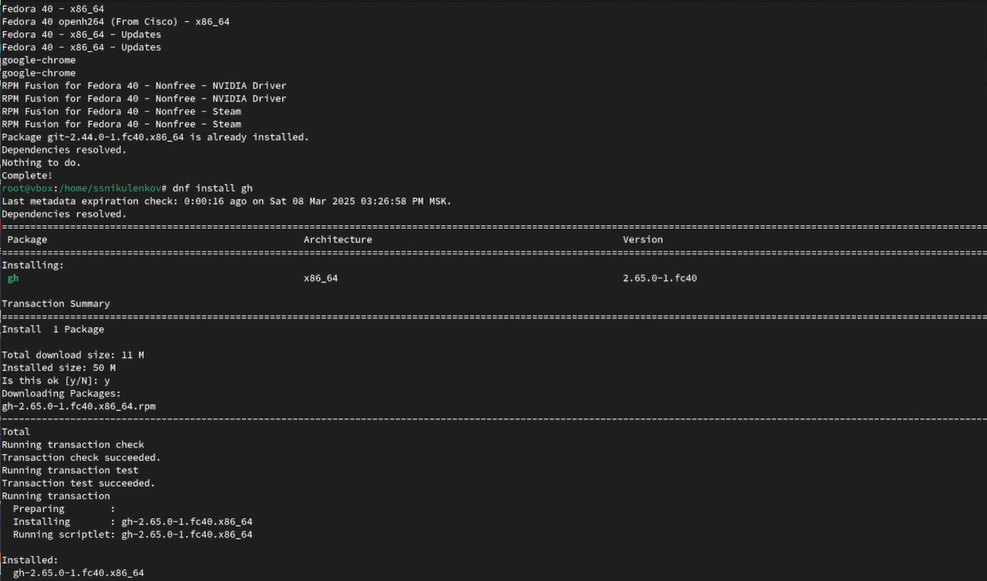 Fedora 40 - x86_64
Fedora 40 openh264 (From Cisco) - x86_64
Fedora 40 - x86_64 - Updates
Fedora 40 - x86_64 - Updates
google-chrome
google-chrome
RPM Fusion for Fedora 40 - Nonfree - NVIDIA Driver
RPM Fusion for Fedora 40 - Nonfree - NVIDIA Driver
RPM Fusion for Fedora 40 - Nonfree - Steam
RPM Fusion for Fedora 40 - Nonfree - Steam
Package git-2.44.0-1.fc40.x86_64 is already installed.
Dependencies resolved.
Nothing to do.
Complete!
root@vbox:/home/ssnikulenkov# dnf install gh
Last metadata expiration check: 0:00:16 ago on Sat 08 Mar 2025 03:26:58 PM MSK.
Dependencies resolved.
Package Architecture Version
Installing:
gh x86_64 2.65.0-1.fc40
Transaction Summary
Install 1 Package
Total download size: 11 M
Installed size: 50 M
Is this ok [y/N]: y
Downloading Packages:
gh-2.65.0-1.fc40.x86_64.rpm
Total
Running transaction check
Transaction check succeeded.
Running transaction test
Transaction test succeeded.
Running transaction
Preparing :
Installing : gh-2.65.0-1.fc40.x86_64
Running scriptlet: gh-2.65.0-1.fc40.x86_64
Installed:
gh-2.65.0-1.fc40.x86_64